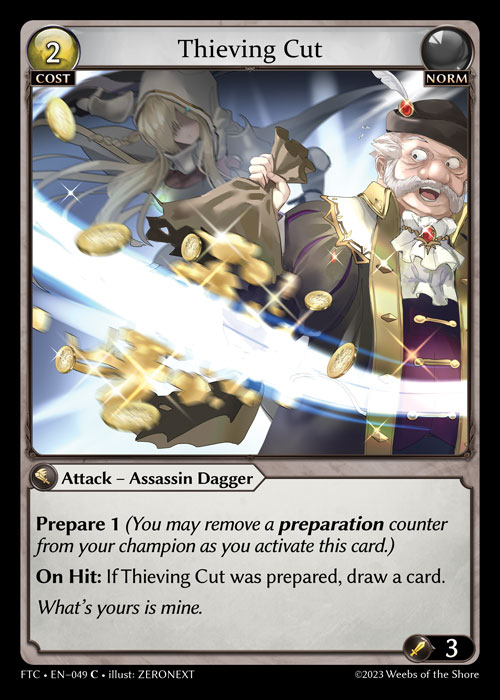 2
Thieving Cut
COST
NORM
Attack – Assassin Dagger
Prepare 1 (You may remove a preparation counter
from your champion as you activate this card.)
On Hit: If Thieving Cut was prepared, draw a card.
What's yours is mine.
3
FTC • EN–049 C • illust: ZERONEXT
©2023 Weebs of the Shore